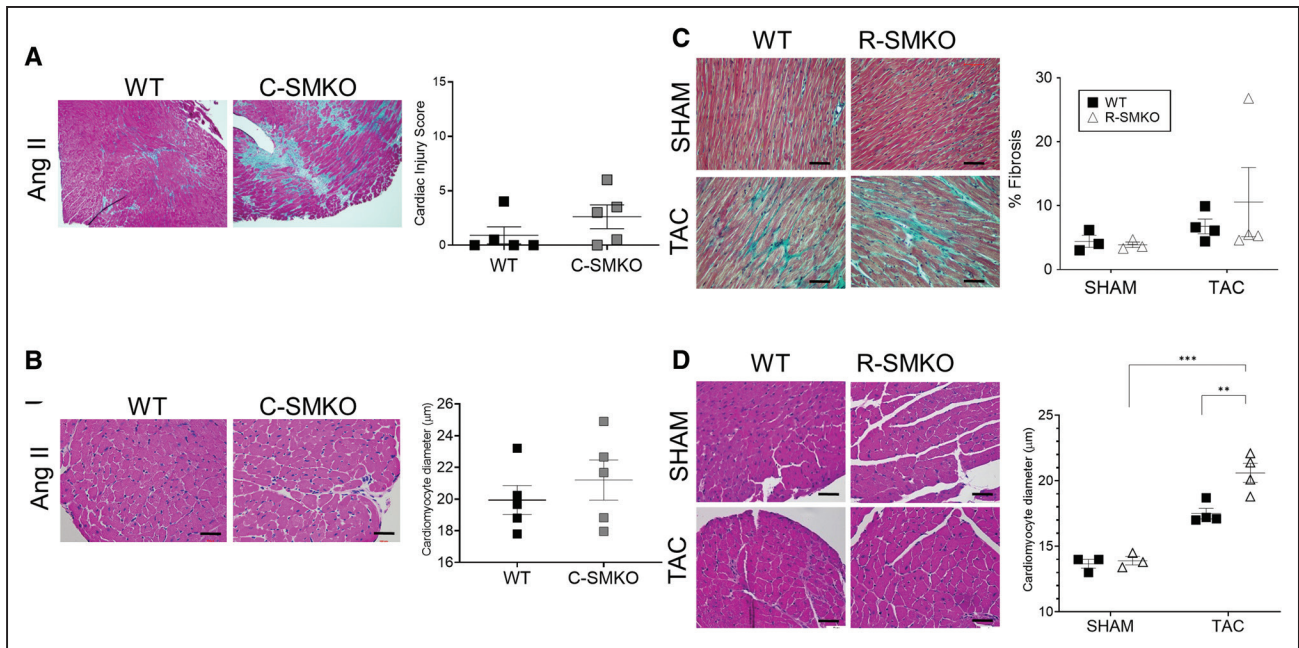 A
WT
C-SMKO
Ang II
Cardiac Injury Score
15
10
5
0
WT
C-SMKO
B
WT
C-SMKO
Ang II
Cardiomyocyte diameter (μm)
26
24
22
20
18
16
WT
C-SMKO
C
WT
R-SMKO
SHAM
TAC
% Fibrosis
30
20
10
0
WT
R-SMKO
SHAM
TAC
D
WT
R-SMKO
SHAM
TAC
Cardiomyocyte diameter (μm)
25
20
15
10
***
**
SHAM
TAC